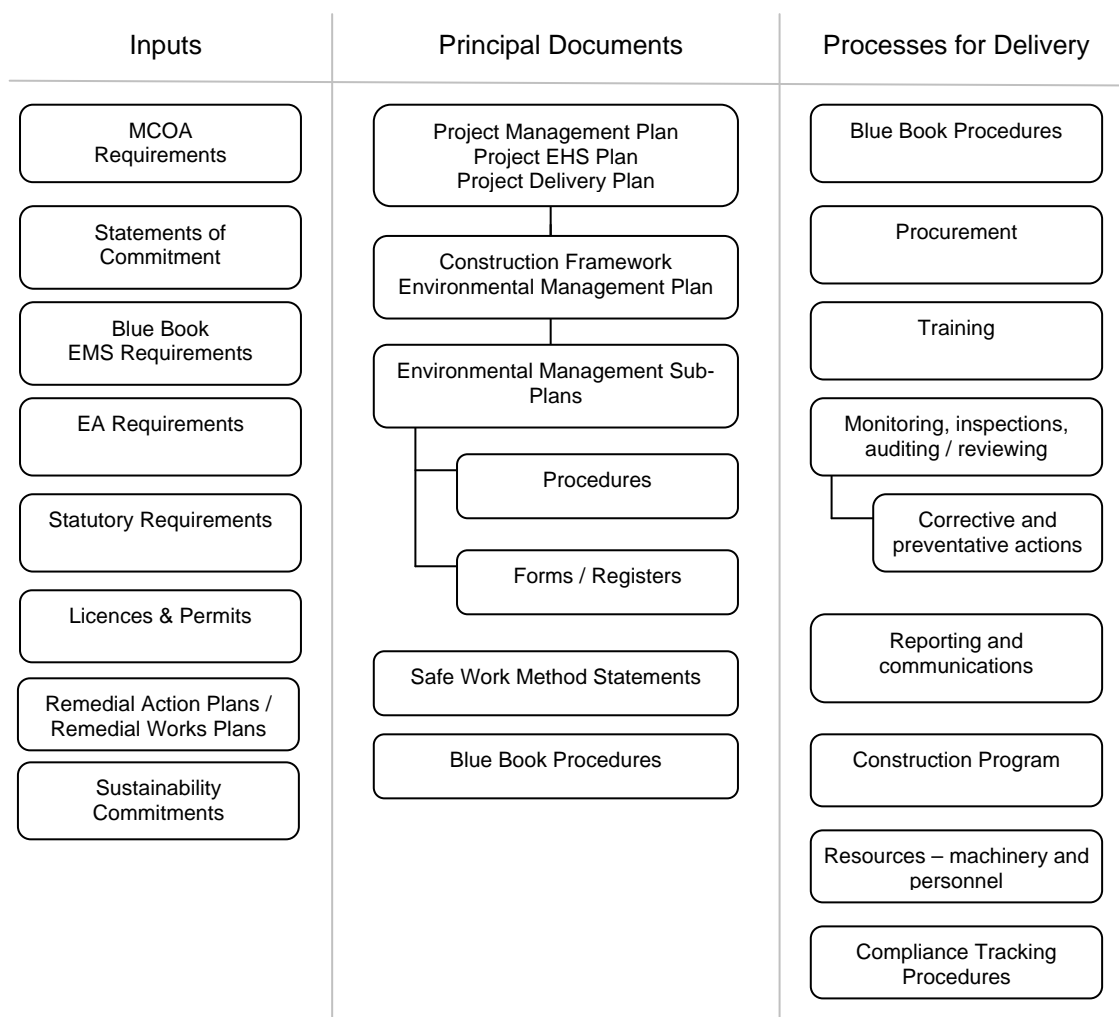 Inputs
Principal Documents
Processes for Delivery
MCOA
Requirements
Statements of
Commitment
Blue Book
EMS Requirements
EA Requirements
Statutory Requirements
Licences & Permits
Remedial Action Plans /
Remedial Works Plans
Sustainability
Commitments
Project Management Plan
Project EHS Plan
Project Delivery Plan
Construction Framework
Environmental Management Plan
Environmental Management Sub-
Plans
Procedures
Forms / Registers
Safe Work Method Statements
Blue Book Procedures
Blue Book Procedures
Procurement
Training
Monitoring, inspections,
auditing / reviewing
Corrective and
preventative actions
Reporting and
communications
Construction Program
Resources – machinery and
personnel
Compliance Tracking
Procedures